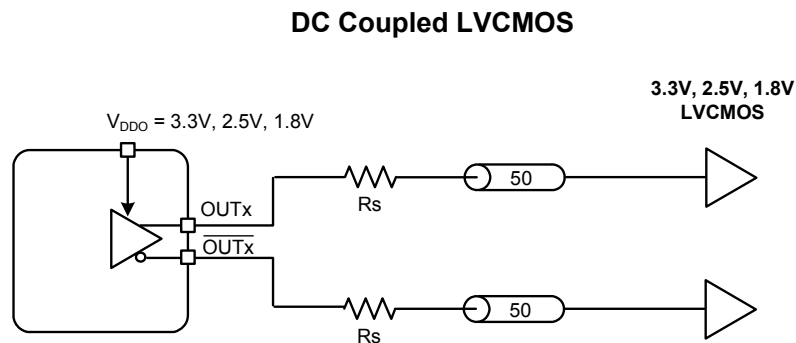 DC Coupled LVCMOS
3.3V, 2.5V, 1.8V
LVCMOS
VDDO = 3.3V, 2.5V, 1.8V
OUTx
Rs
50
OUTx
Rs
50